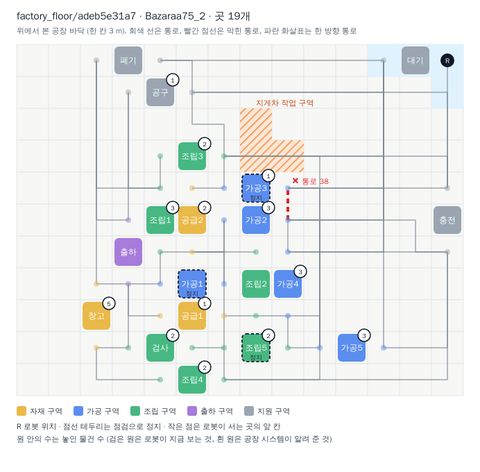 factory_floor/adeb5e31a7 · Bazaraa75_2 · 곳 19개
위에서 본 공장 바닥 (한 칸 3 m). 회색 선은 통로, 빨간 점선은 막힌 통로, 파란 화살표는 한 방향 통로
폐기
대기
R
공구
1
지게차 작업 구역
조립3
2
가공3
1
정지
통로 38
조립1
3
공급2
2
가공2
3
충전
출하
가공1
정지
조립2
가공4
3
창고
5
공급1
1
검사
2
조립5
2
정지
가공5
3
조립4
2
자재 구역
가공 구역
조립 구역
출하 구역
지원 구역
R 로봇 위치 · 점선 테두리는 점검으로 정지 · 작은 점은 로봇이 서는 곳의 앞 칸
원 안의 수는 놓인 물건 수 (검은 원은 로봇이 지금 보는 것, 흰 원은 공장 시스템이 알려 준 것)